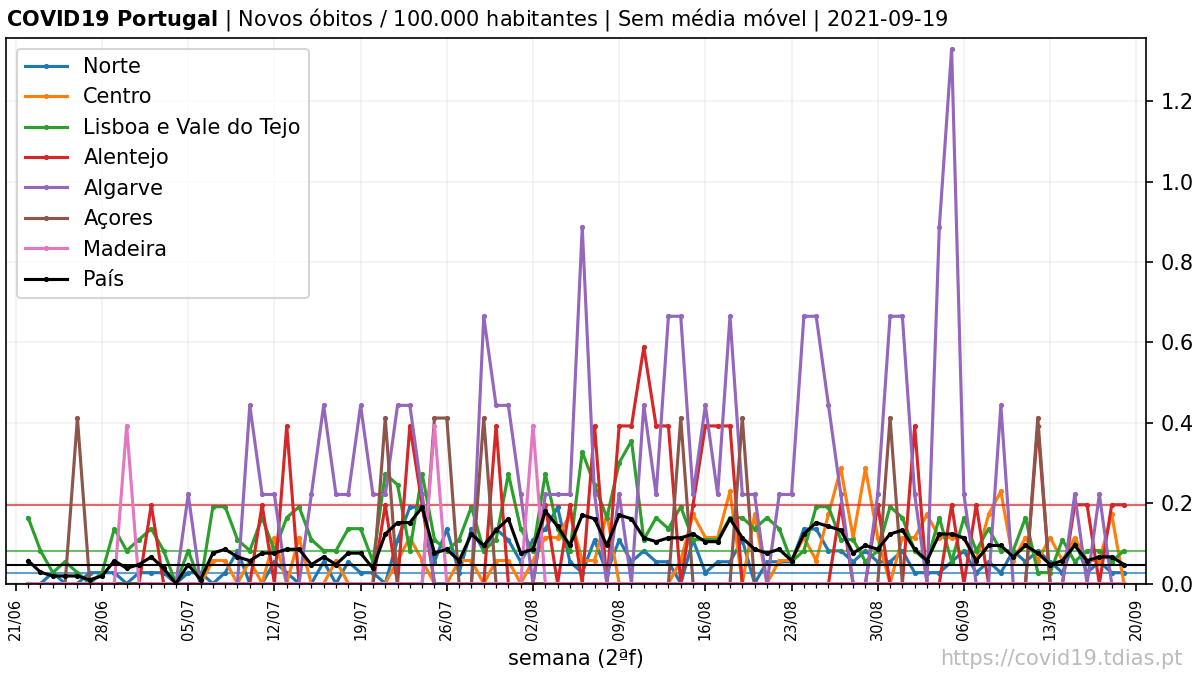 COVID19 Portugal | Novos óbitos / 100.000 habitantes | Sem média móvel | 2021-09-19
Norte
Centro
Lisboa e Vale do Tejo
Alentejo
Algarve
Açores
Madeira
País
1.2
1.0
0.8
0.6
0.4
0.2
0.0
21/06 28/06 05/07 12/07 19/07 26/07 02/08 09/08 16/08 23/08 30/08 06/09 13/09 20/09
semana (2ªf)
https://covid19.tdias.pt